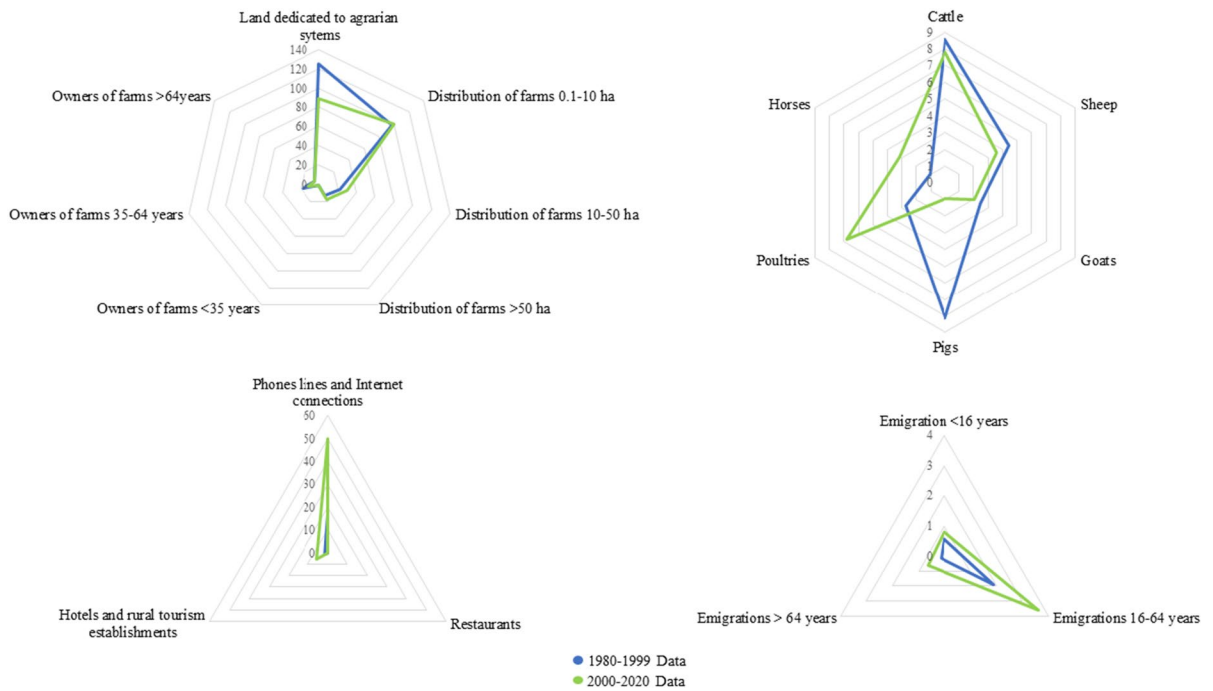 Land dedicated to agrarian
sytems
140
120
100
80
60
40
20
0
Distribution of farms 0.1-10 ha
Distribution of farms 10-50 ha
Distribution of farms >50 ha
Owners of farms <35 years
Owners of farms 35-64 years
Owners of farms >64years
Cattle
9
8
7
6
5
4
3
2
1
0
Sheep
Goats
Pigs
Poultries
Horses
Phones lines and Internet
connections
60
50
40
30
20
10
0
Restaurants
Hotels and rural tourism
establishments
Emigration <16 years
4
3
2
1
0
Emigrations 16-64 years
Emigrations > 64 years
1980-1999 Data
2000-2020 Data